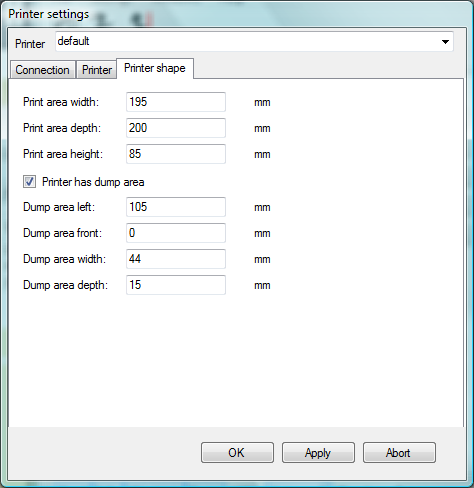 Printer settings
Printer default
Connection Printer Printer shape
Print area width: 195 mm
Print area depth: 200 mm
Print area height: 85 mm
Printer has dump area
Dump area left: 105 mm
Dump area front: 0 mm
Dump area width: 44 mm
Dump area depth: 15 mm
OK Apply Abort